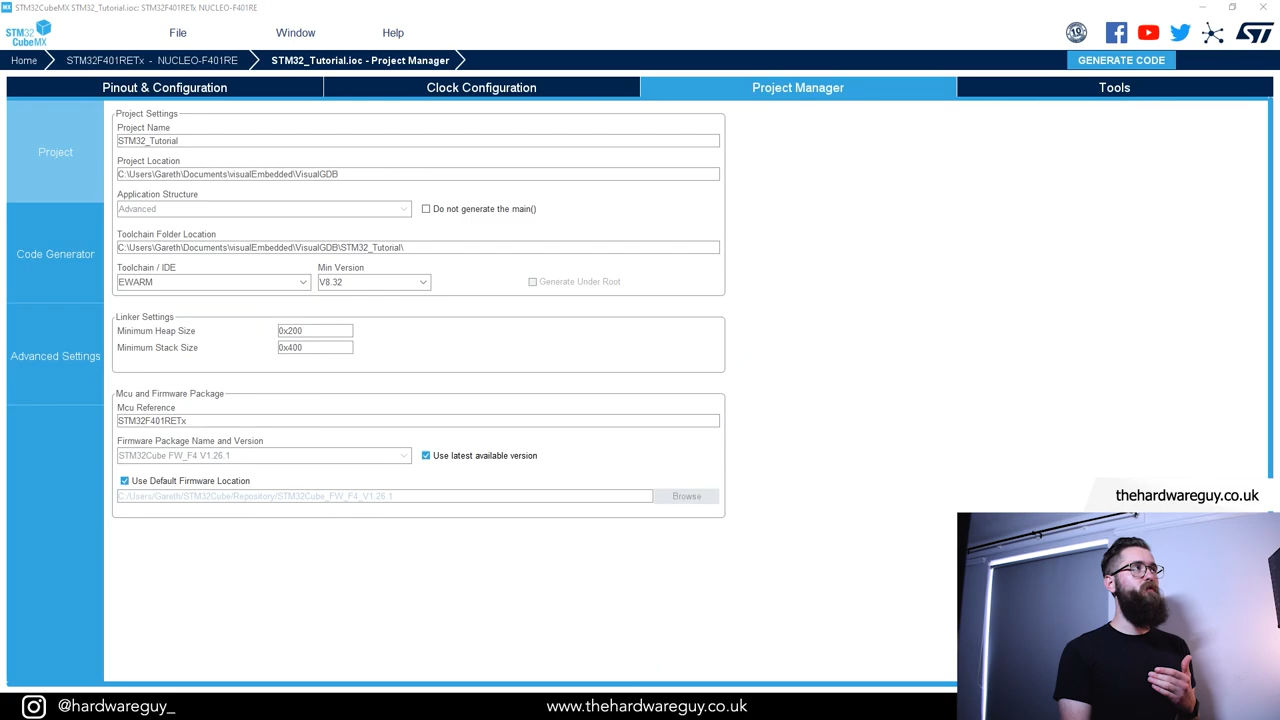 STM32CubeMX STM32_Tutorial.ioc: STM32F401RETx NUCLEO-F401RE
STM32
CubeMX
File
Window
Help
10
ST
Home
STM32F401RETx - NUCLEO-F401RE
STM32_Tutorial.ioc - Project Manager
GENERATE CODE
Pinout & Configuration
Clock Configuration
Project Manager
Tools
Project
Code Generator
Advanced Settings
Project Settings
Project Name
STM32_Tutorial
Project Location
C:\Users\Gareth\Documents\visualEmbedded\VisualGDB
Application Structure
Advanced
Do not generate the main()
Toolchain Folder Location
C:\Users\Gareth\Documents\visualEmbedded\VisualGDB\STM32_Tutorial\
Toolchain / IDE
Min Version
EWARM
V8.32
Generate Under Root
Linker Settings
Minimum Heap Size
0x200
Minimum Stack Size
0x400
Mcu and Firmware Package
Mcu Reference
STM32F401RETx
Firmware Package Name and Version
STM32Cube FW_F4 V1.26.1
Use latest available version
Use Default Firmware Location
C:/Users/Gareth/STM32Cube/Repository/STM32Cube_FW_F4_V1.26.1
Browse
thehardwareguy.co.uk
@hardwareguy_
www.thehardwareguy.co.uk